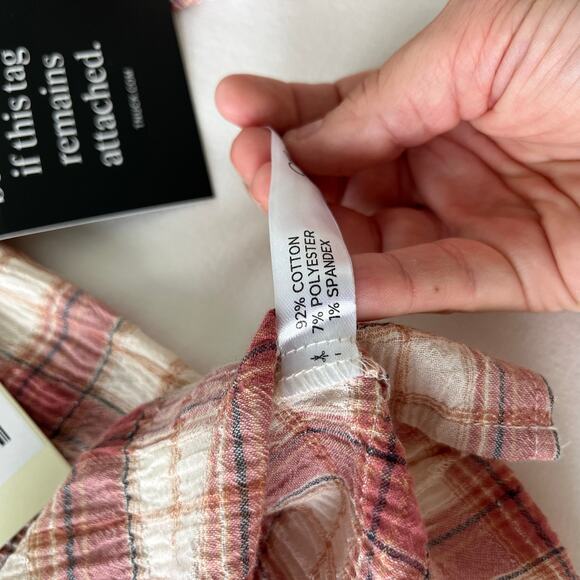 if this tag
remains
attached.
92% COTTON
7% POLYESTER
1% SPANDEX